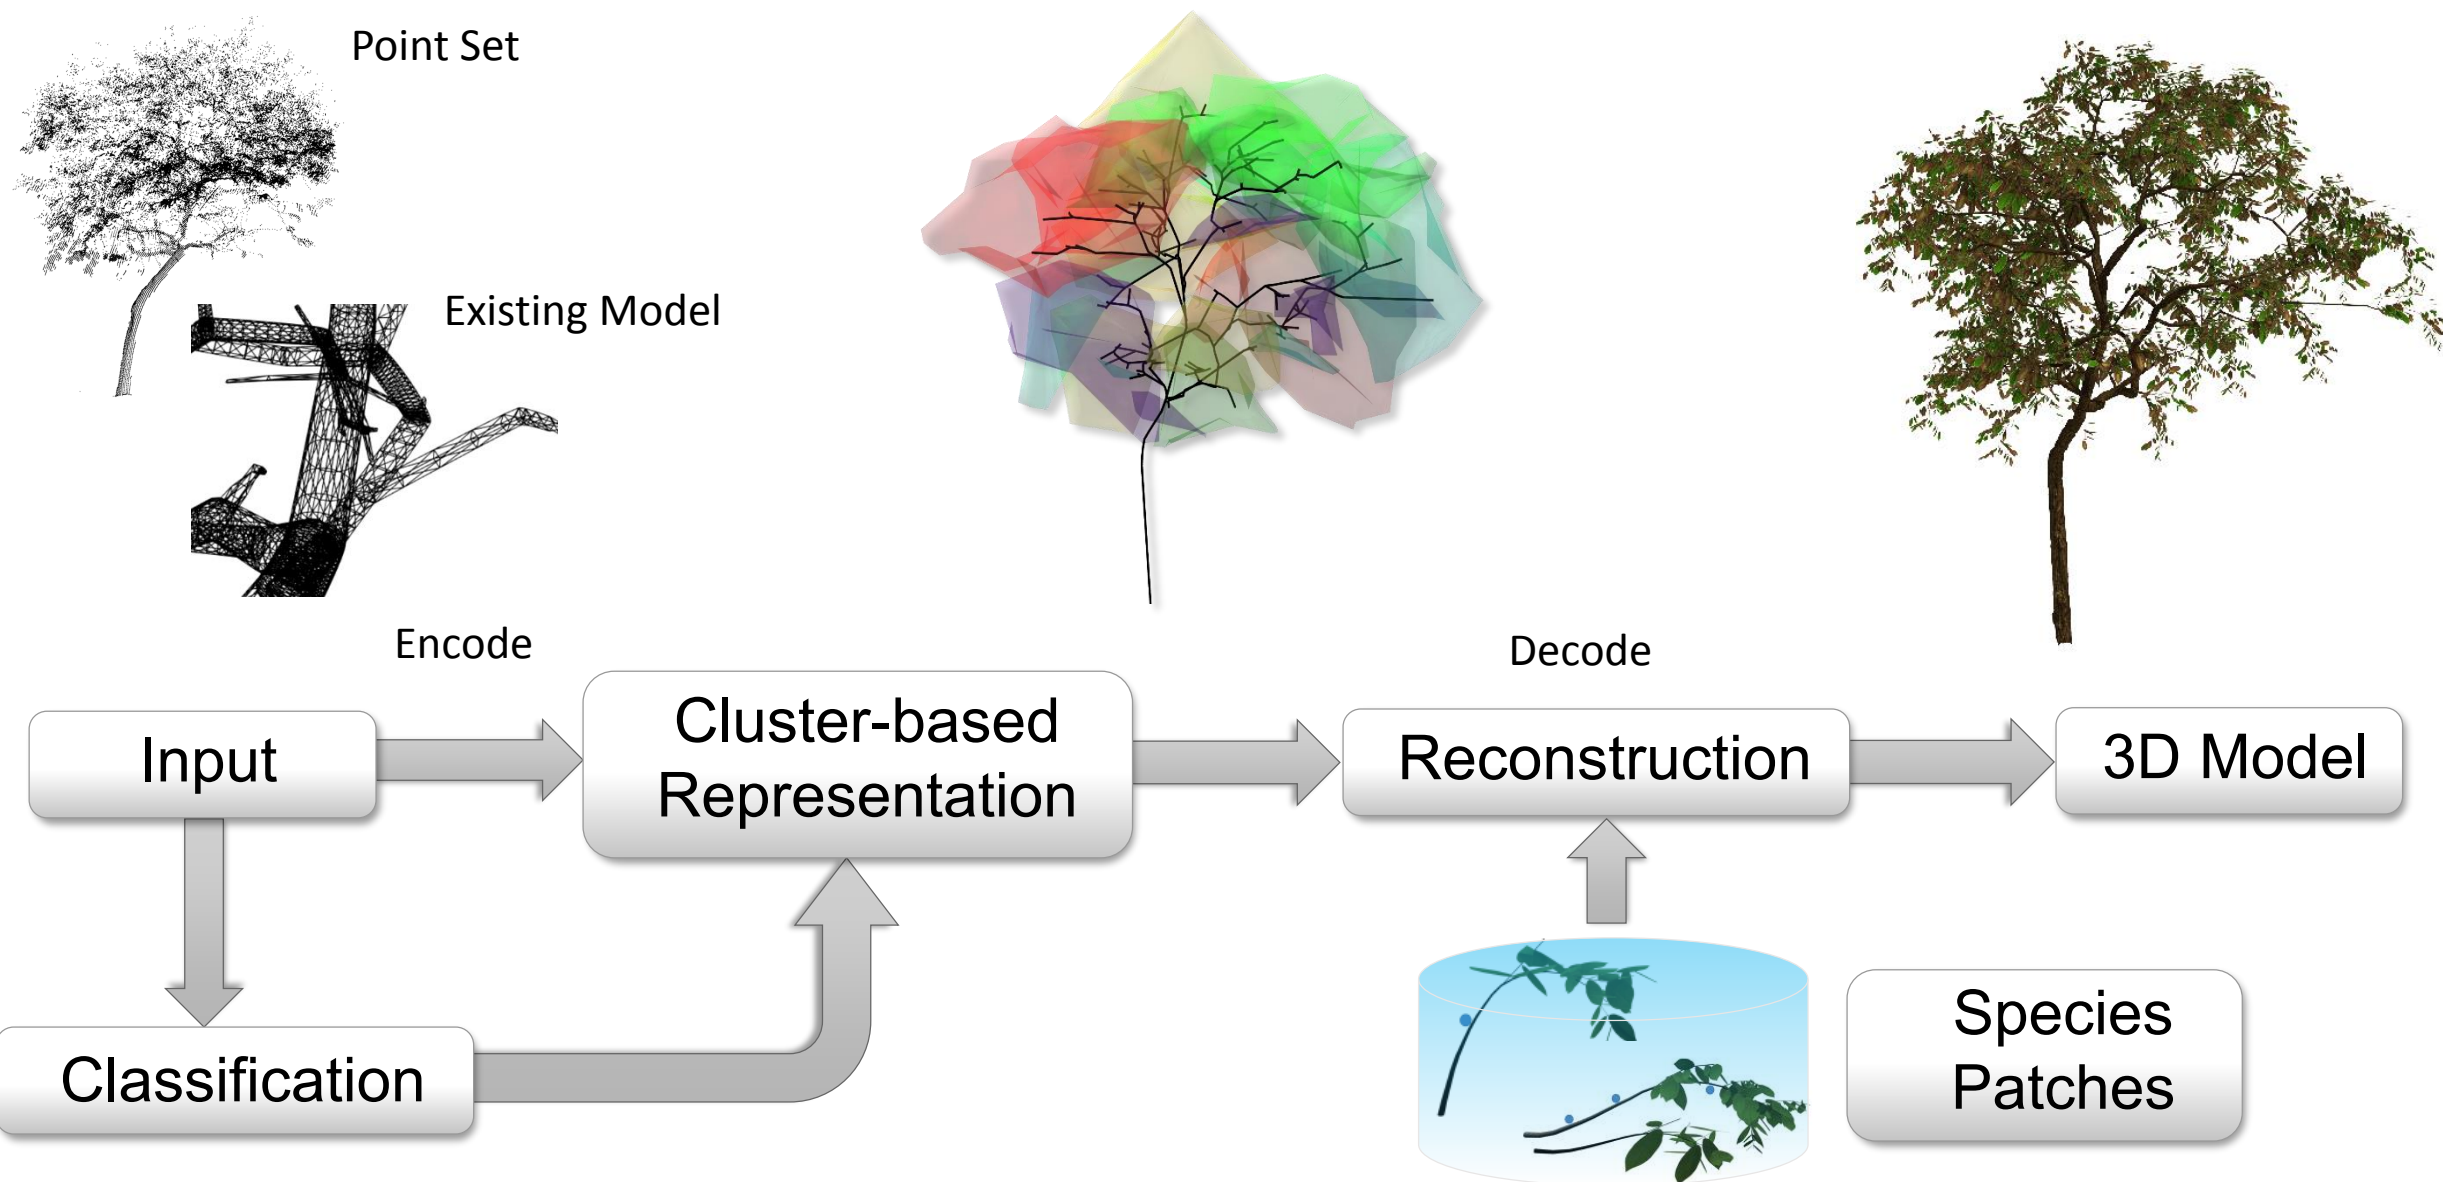 Point Set
Existing Model
Encode
Decode
Input
Cluster-based
Representation
Reconstruction
3D Model
Classification
Species
Patches